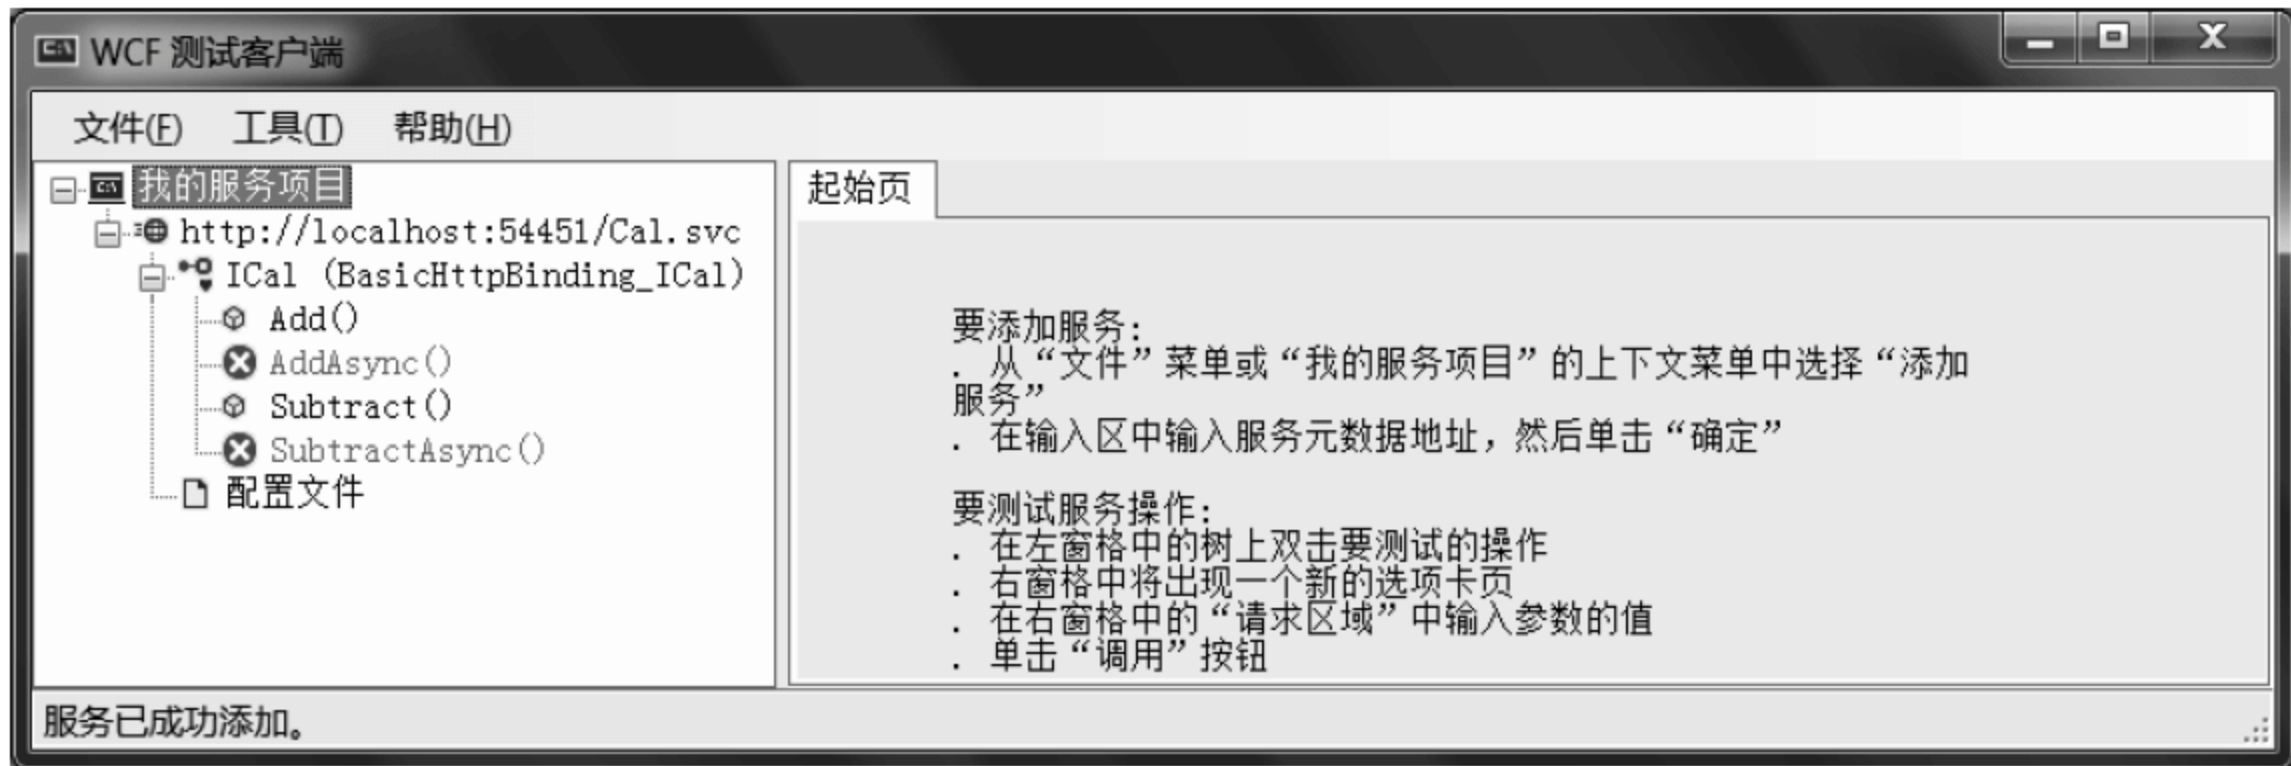 WCF 测试客户端
文件(F) 工具(T) 帮助(H)
我的服务项目
http://localhost:54451/Cal.svc
ICal (BasicHttpBinding_ICal)
Add()
AddAsync()
Subtract()
SubtractAsync()
配置文件
起始页
要添加服务:
. 从“文件”菜单或“我的服务项目”的上下文菜单中选择“添加
服务”
. 在输入区中输入服务元数据地址，然后单击“确定”
要测试服务操作:
. 在左窗格中的树上双击要测试的操作
. 右窗格中将出现一个新的选项卡页
. 在右窗格中的“请求区域”中输入参数的值
. 单击“调用”按钮
服务已成功添加。